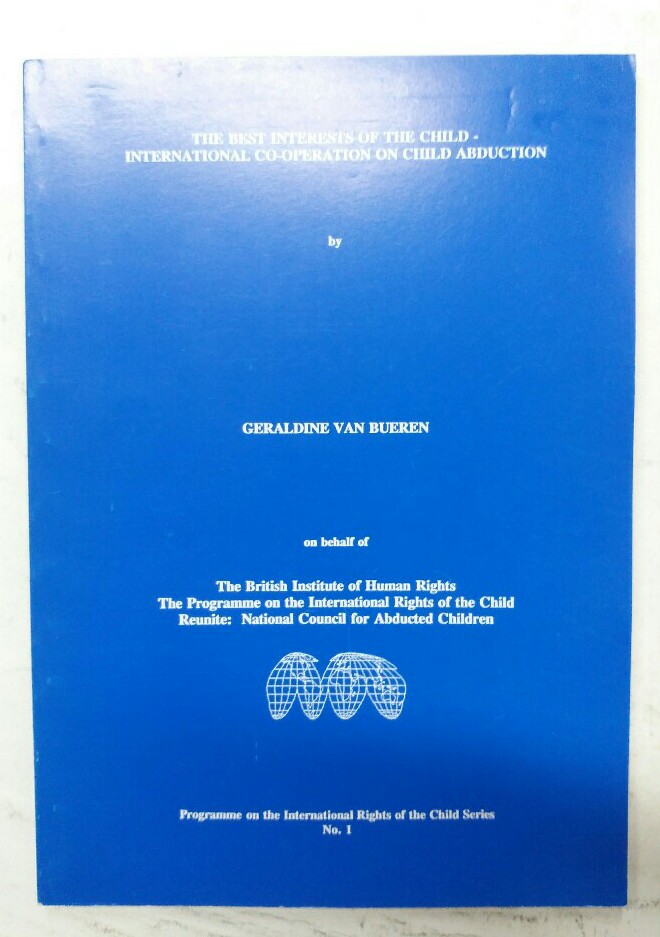 THE BEST INTERESTS OF THE CHILD -
INTERNATIONAL CO-OPERATION ON CHILD ABDUCTION
by
GERALDINE VAN BUEREN
on behalf of
The British Institute of Human Rights
The Programme on the International Rights of the Child
Reunite: National Council for Abducted Children
Programme on the International Rights of the Child Series
No. 1